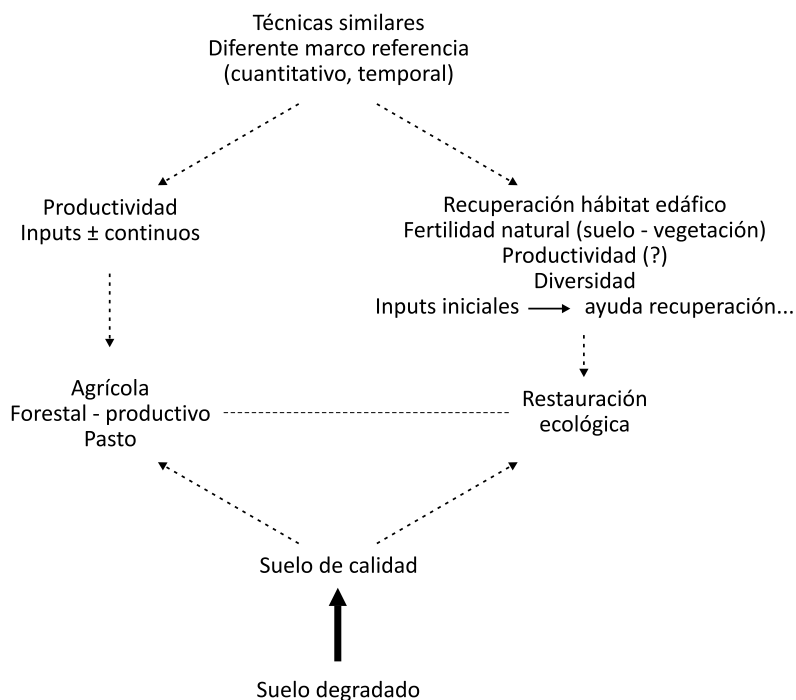 Técnicas similares
Diferente marco referencia
(cuantitativo, temporal)
Productividad
Inputs ± continuos
Recuperación hábitat edáfico
Fertilidad natural (suelo - vegetación)
Productividad (?)
Diversidad
Inputs iniciales ayuda recuperación...
Agrícola
Forestal - productivo
Pasto
Restauración
ecológica
Suelo de calidad
Suelo degradado